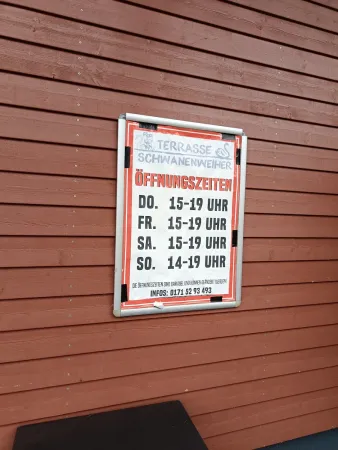 TERRASSE
SCHWANENWEIHER
ÖFFNUNGSZEITEN
DO. 15-19 UHR
FR. 15-19 UHR
SA. 15-19 UHR
SO. 14-19 UHR
INFOS: 0171 52 93 493